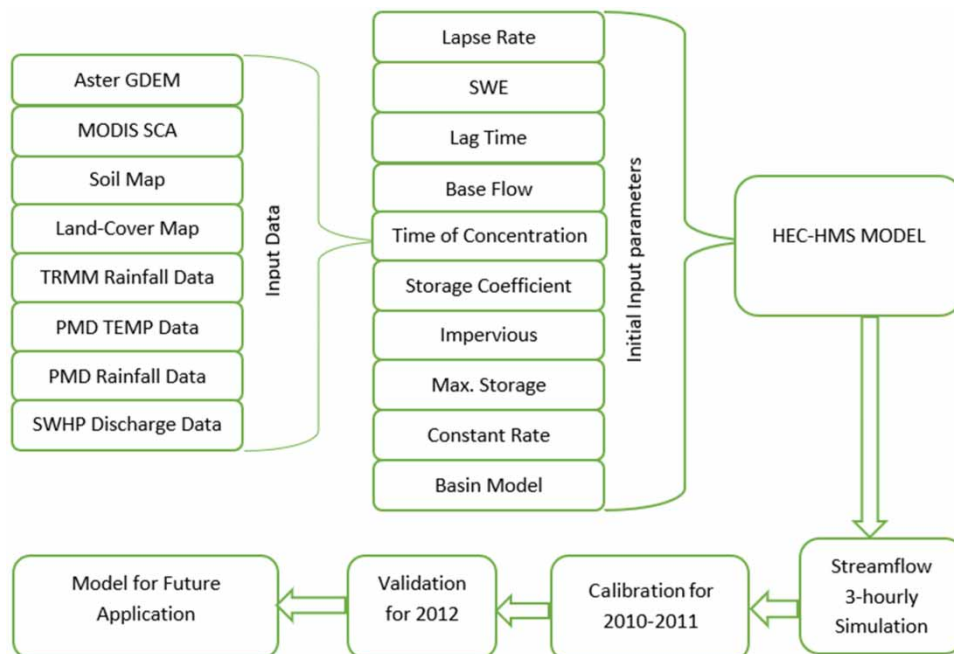 Aster GDEM
MODIS SCA
Soil Map
Land-Cover Map
TRMM Rainfall Data
PMD TEMP Data
PMD Rainfall Data
SWHP Discharge Data
Input Data
Lapse Rate
SWE
Lag Time
Base Flow
Time of Concentration
Storage Coefficient
Impervious
Max. Storage
Constant Rate
Basin Model
Initial Input parameters
HEC-HMS MODEL
Streamflow
3-hourly
Simulation
Calibration for
2010-2011
Validation
for 2012
Model for Future
Application